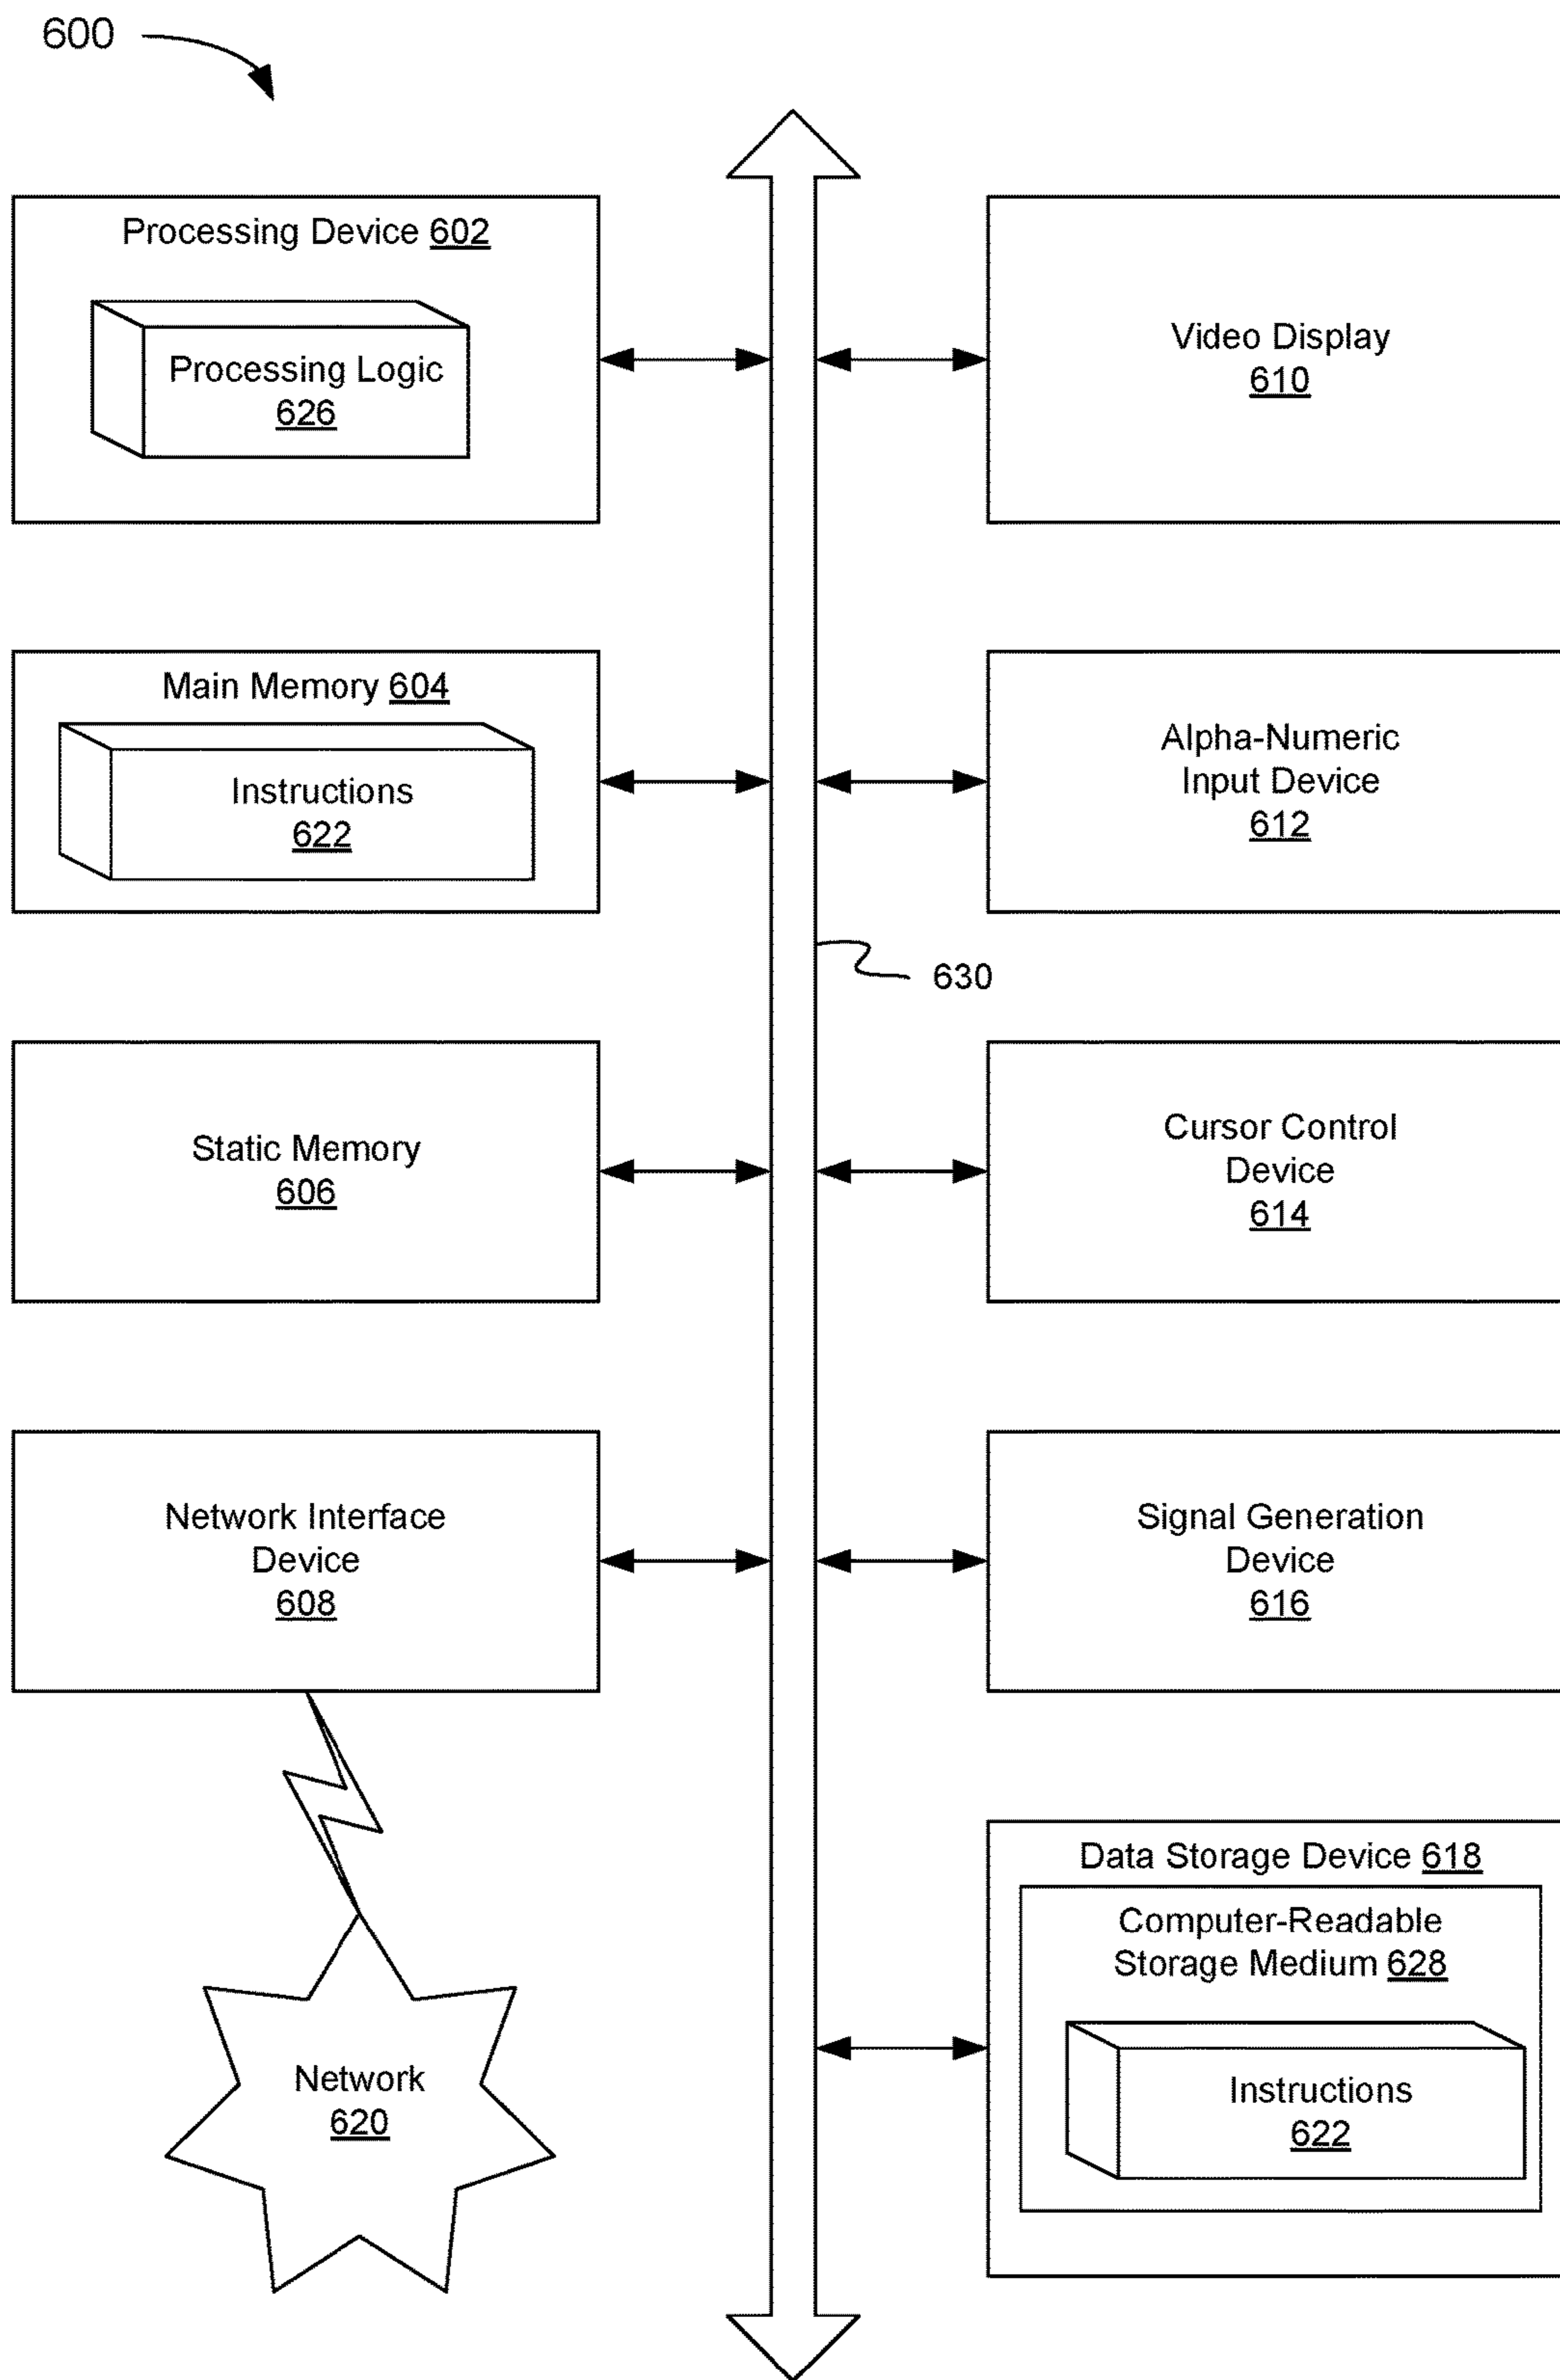 600
Processing Device 602
Processing Logic
626
Video Display
610
Main Memory 604
Instructions
622
Alpha-Numeric
Input Device
612
630
Static Memory
606
Cursor Control
Device
614
Network Interface
Device
608
Signal Generation
Device
616
Data Storage Device 618
Computer-Readable
Storage Medium 628
Instructions
622
Network
620